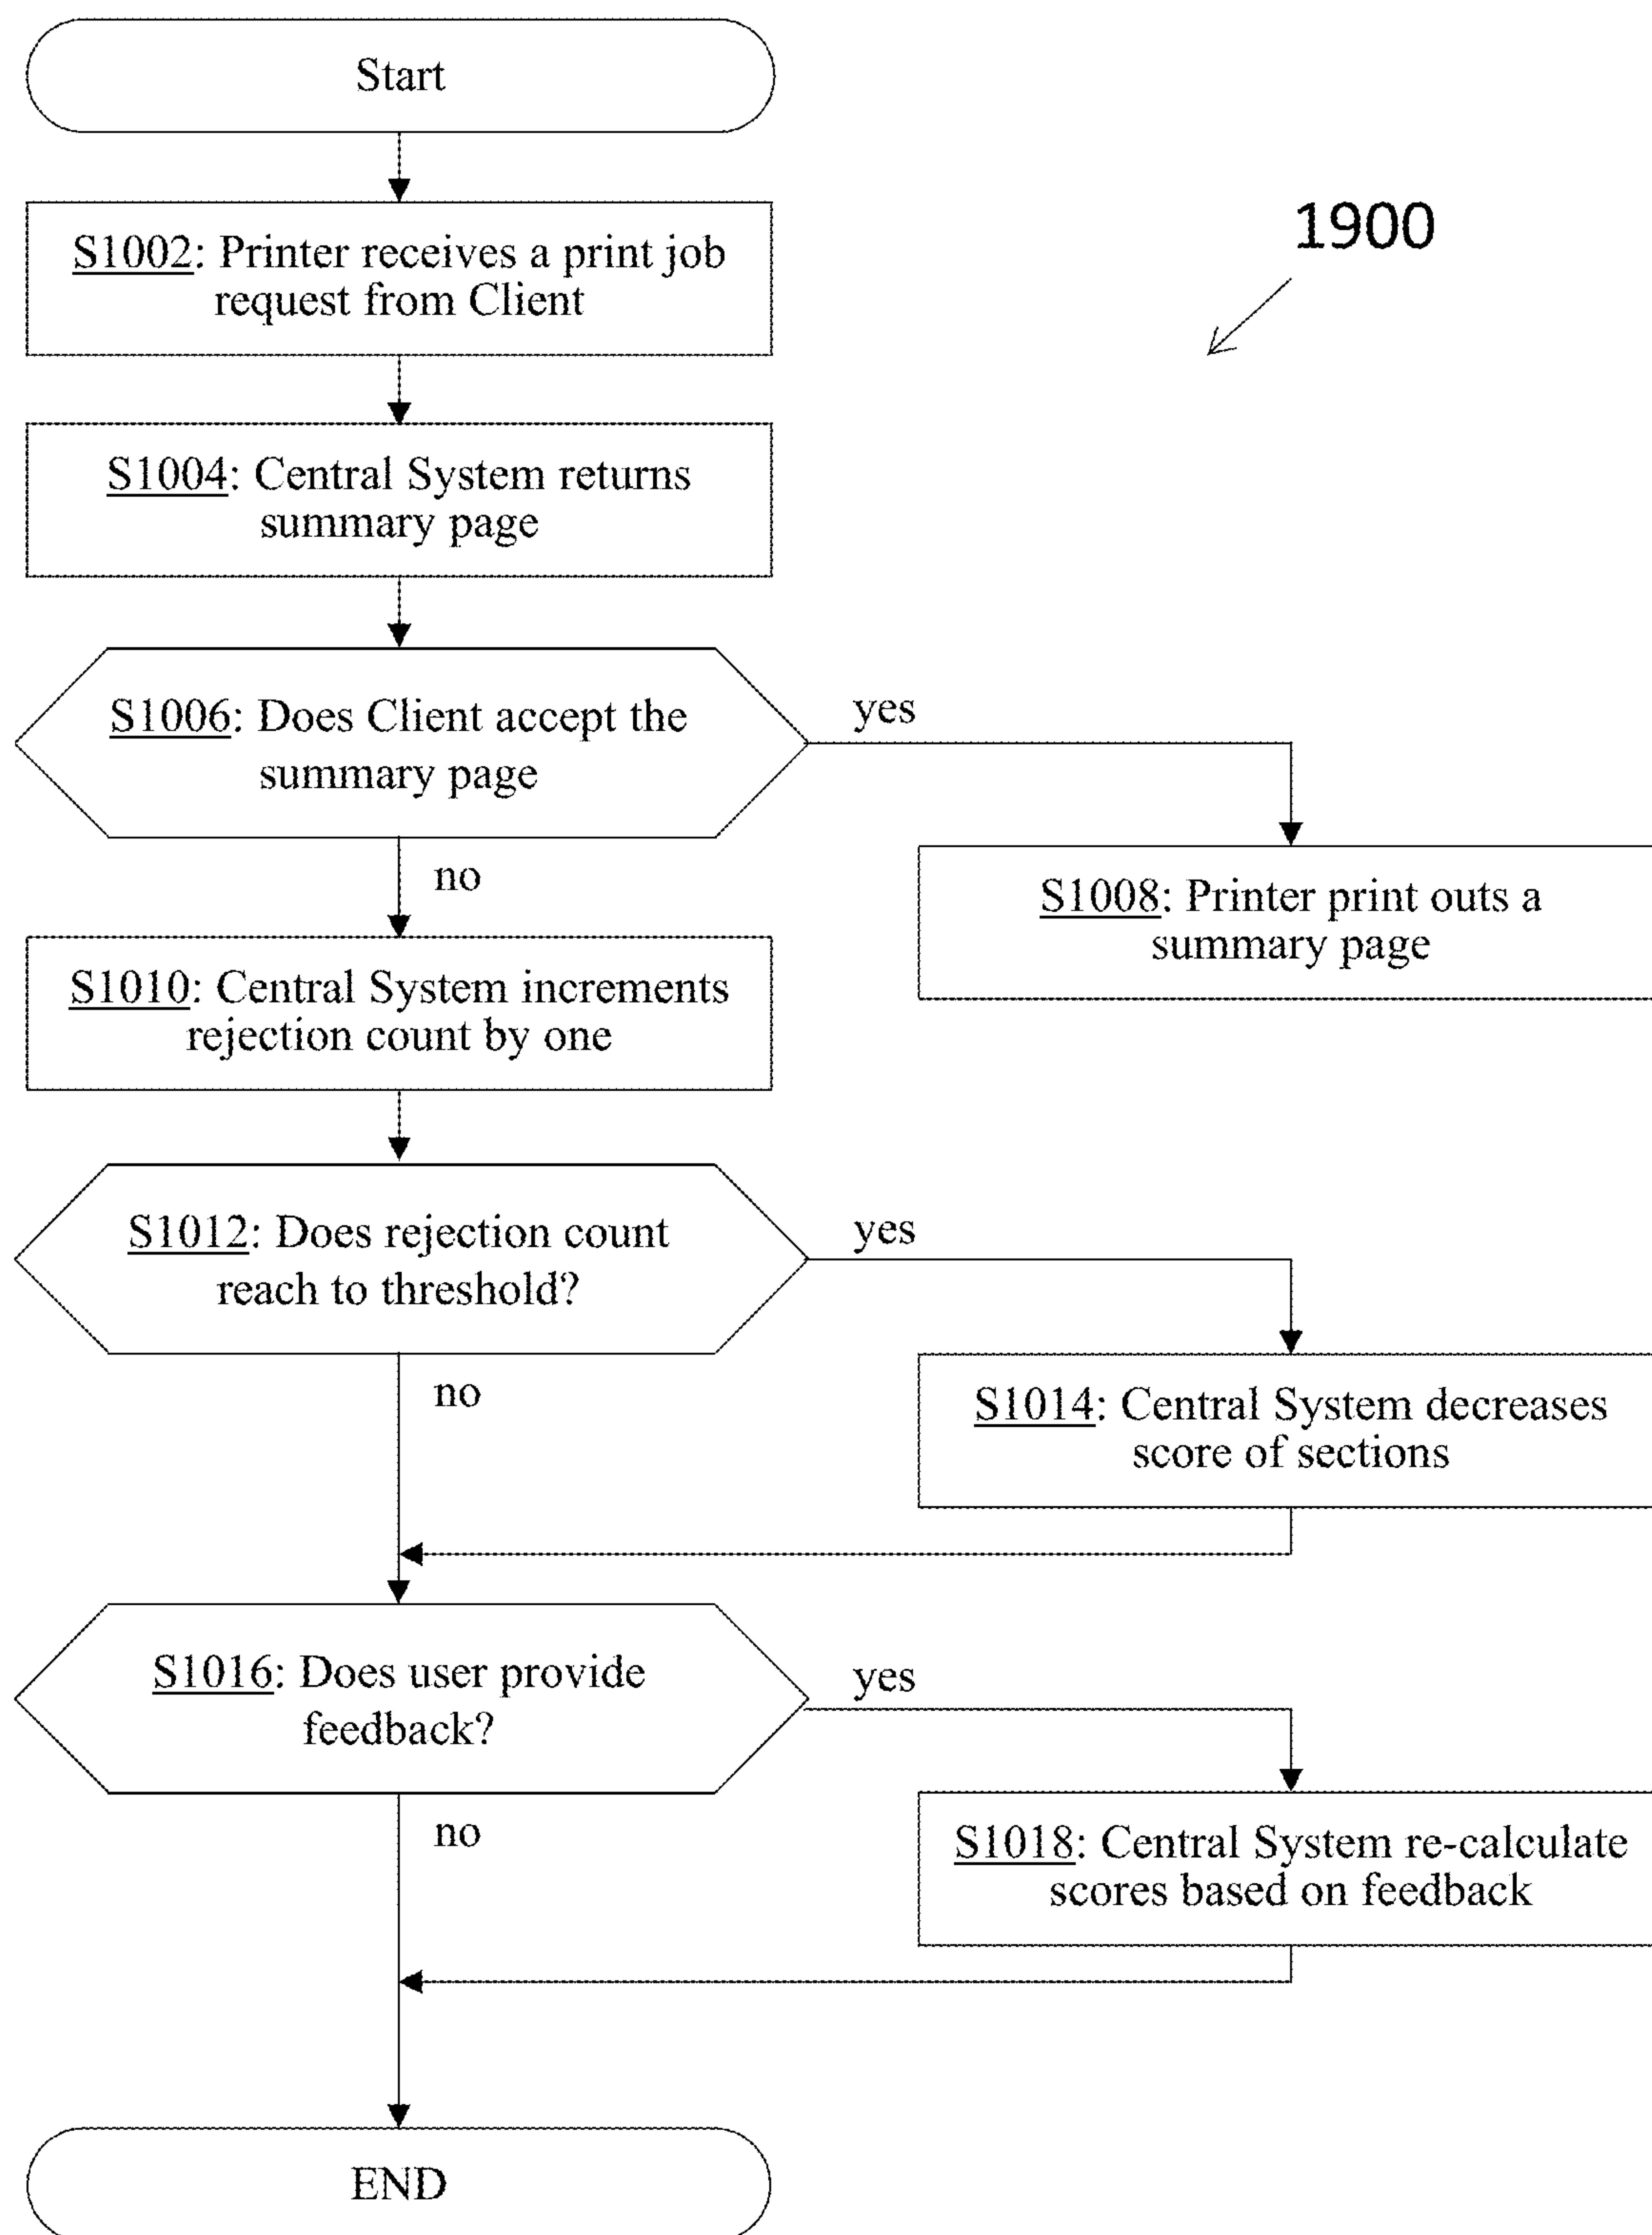 Start
1900
S1002: Printer receives a print job
request from Client
S1004: Central System returns
summary page
S1006: Does Client accept the
summary page
yes
no
S1008: Printer print outs a
summary page
S1010: Central System increments
rejection count by one
S1012: Does rejection count
reach to threshold?
yes
no
S1014: Central System decreases
score of sections
S1016: Does user provide
feedback?
yes
no
S1018: Central System re-calculate
scores based on feedback
END